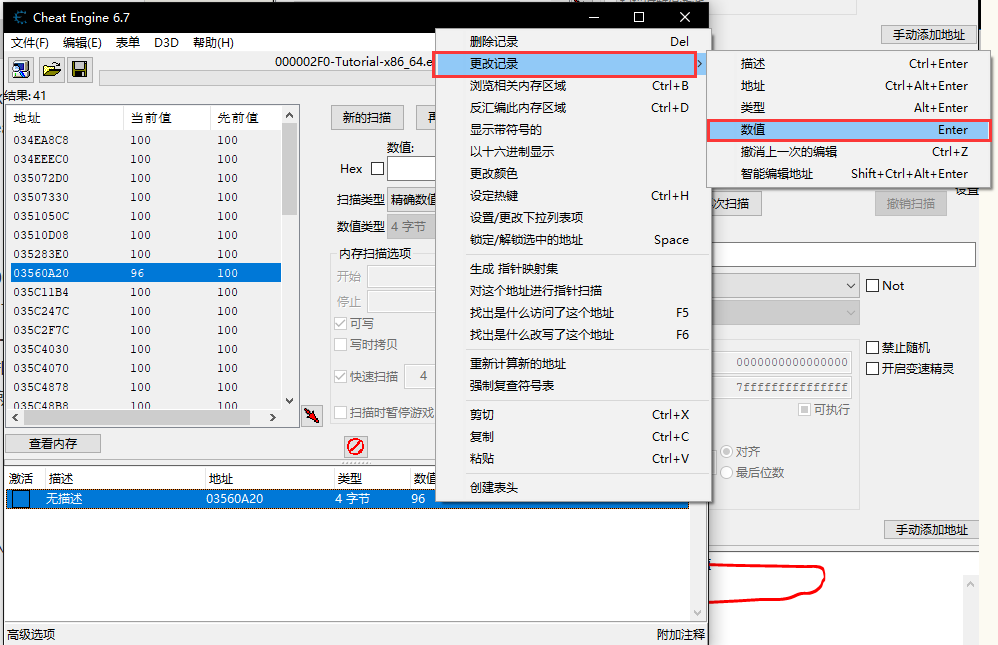 Cheat Engine 6.7
文件(F) 编辑(E) 表单 D3D 帮助(H)
000002F0-Tutorial-x86_64.e
结果: 41
地址 当前值 先前值
034EA8C8 100 100
034EEEC0 100 100
035072D0 100 100
03507330 100 100
0351050C 100 100
03510D08 100 100
035283E0 100 100
03560A20 96 100
035C11B4 100 100
035C247C 100 100
035C2F7C 100 100
035C4030 100 100
035C4070 100 100
035C4878 100 100
035C48B8 100 100
新的扫描
数值:
Hex
扫描类型 精确数值
数值类型 4 字节
内存扫描选项
开始
停止
可写
写时拷贝
快速扫描 4
扫描时暂停游戏
查看内存
激活 描述 地址 类型 数值
无描述 03560A20 4 字节 96
高级选项 附加注释
删除记录 Del
更改记录
浏览相关内存区域 Ctrl+B
反汇编此内存区域 Ctrl+D
显示带符号的
以十六进制显示
更改颜色
设定热键 Ctrl+H
设置/更改下拉列表项
锁定/解锁选中的地址 Space
生成 指针映射集
对这个地址进行指针扫描
找出是什么访问了这个地址 F5
找出是什么改写了这个地址 F6
重新计算新的地址
强制复查符号表
剪切 Ctrl+X
复制 Ctrl+C
粘贴 Ctrl+V
创建表头
描述 Ctrl+Enter
地址 Ctrl+Alt+Enter
类型 Alt+Enter
数值 Enter
撤消上一次的编辑 Ctrl+Z
智能编辑地址 Shift+Ctrl+Alt+Enter
手动添加地址
设置
次扫描 撤销扫描
Not
禁止随机
开启变速精灵
0000000000000000
7fffffffffffffff
可执行
对齐
最后位数
手动添加地址